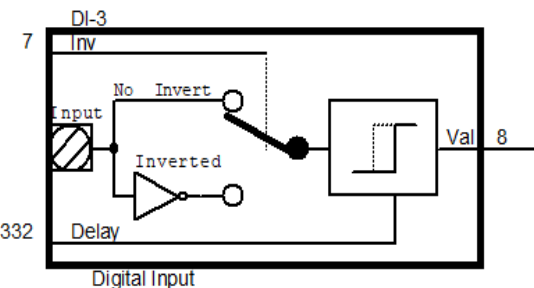 DI-3
7 Inv
No Invert
Input
Inverted
Val 8
332 Delay
Digital Input